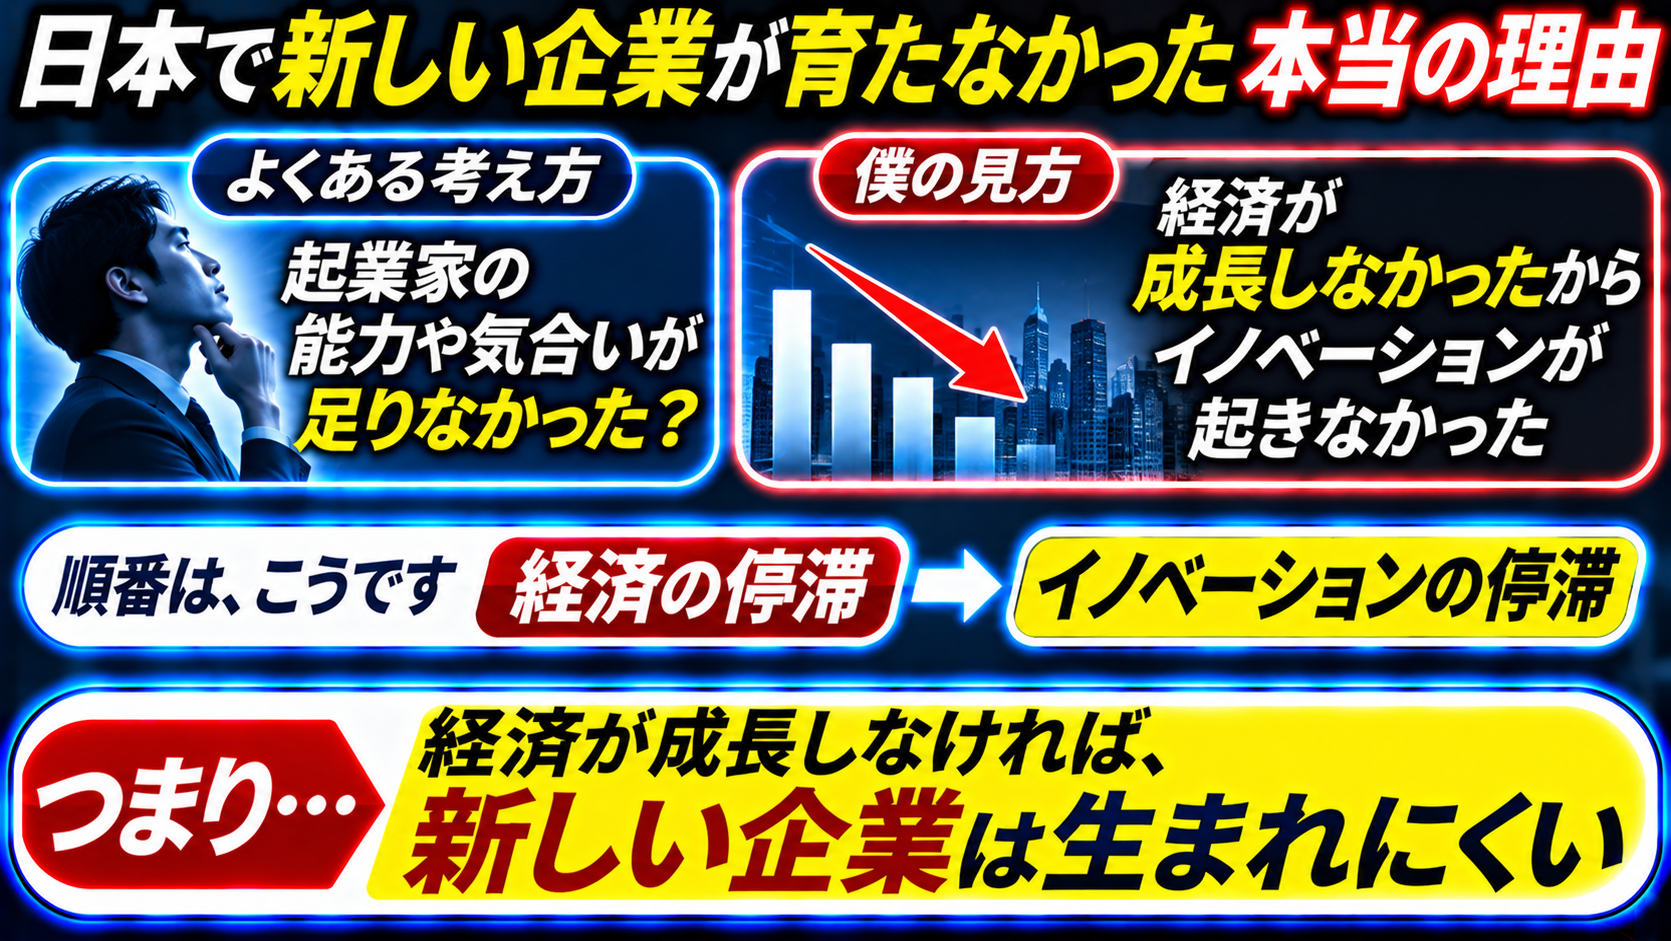 日本で新しい企業が育たなかった本当の理由
よくある考え方
起業家の
能力や気合いが
足りなかった？
僕の見方
経済が
成長しなかったから
イノベーションが
起きなかった
順番は、こうです 経済の停滞 イノベーションの停滞
つまり…
経済が成長しなければ、
新しい企業は生まれにくい